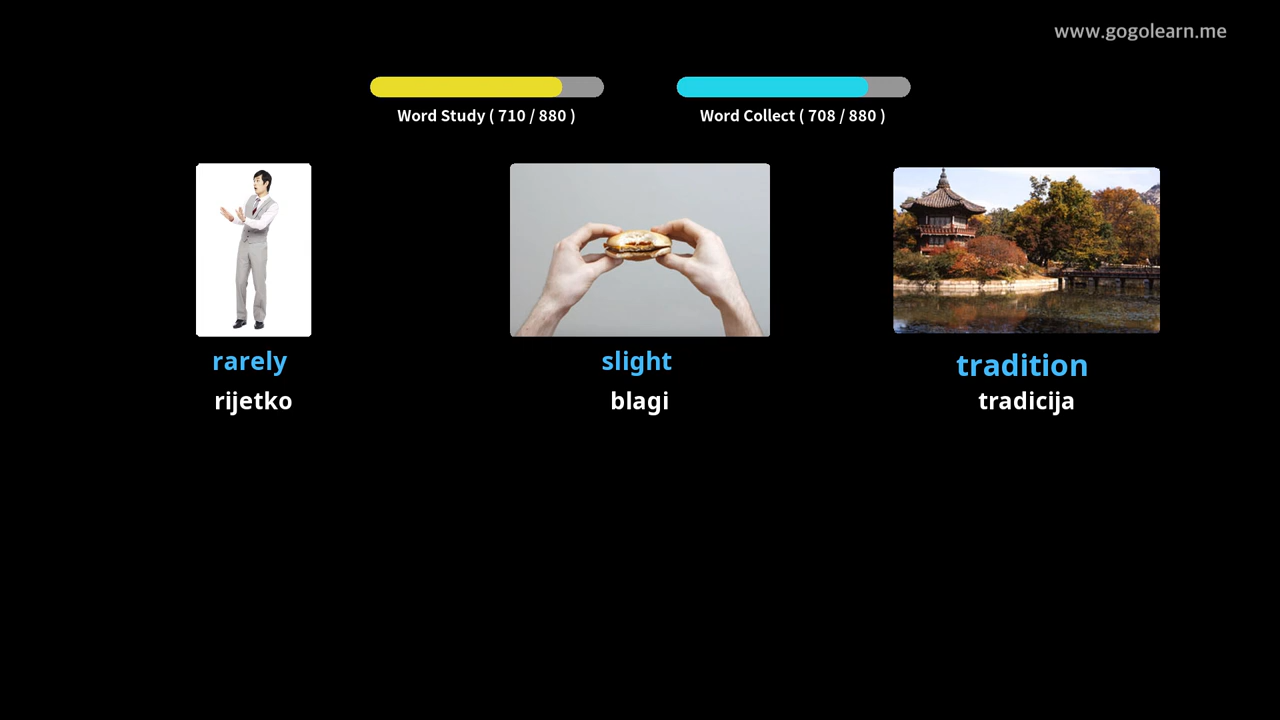 www.gogolearn.me
Word Study ( 710 / 880 )
Word Collect ( 708 / 880 )
rarely
rijetko
slight
blagi
tradition
tradicija